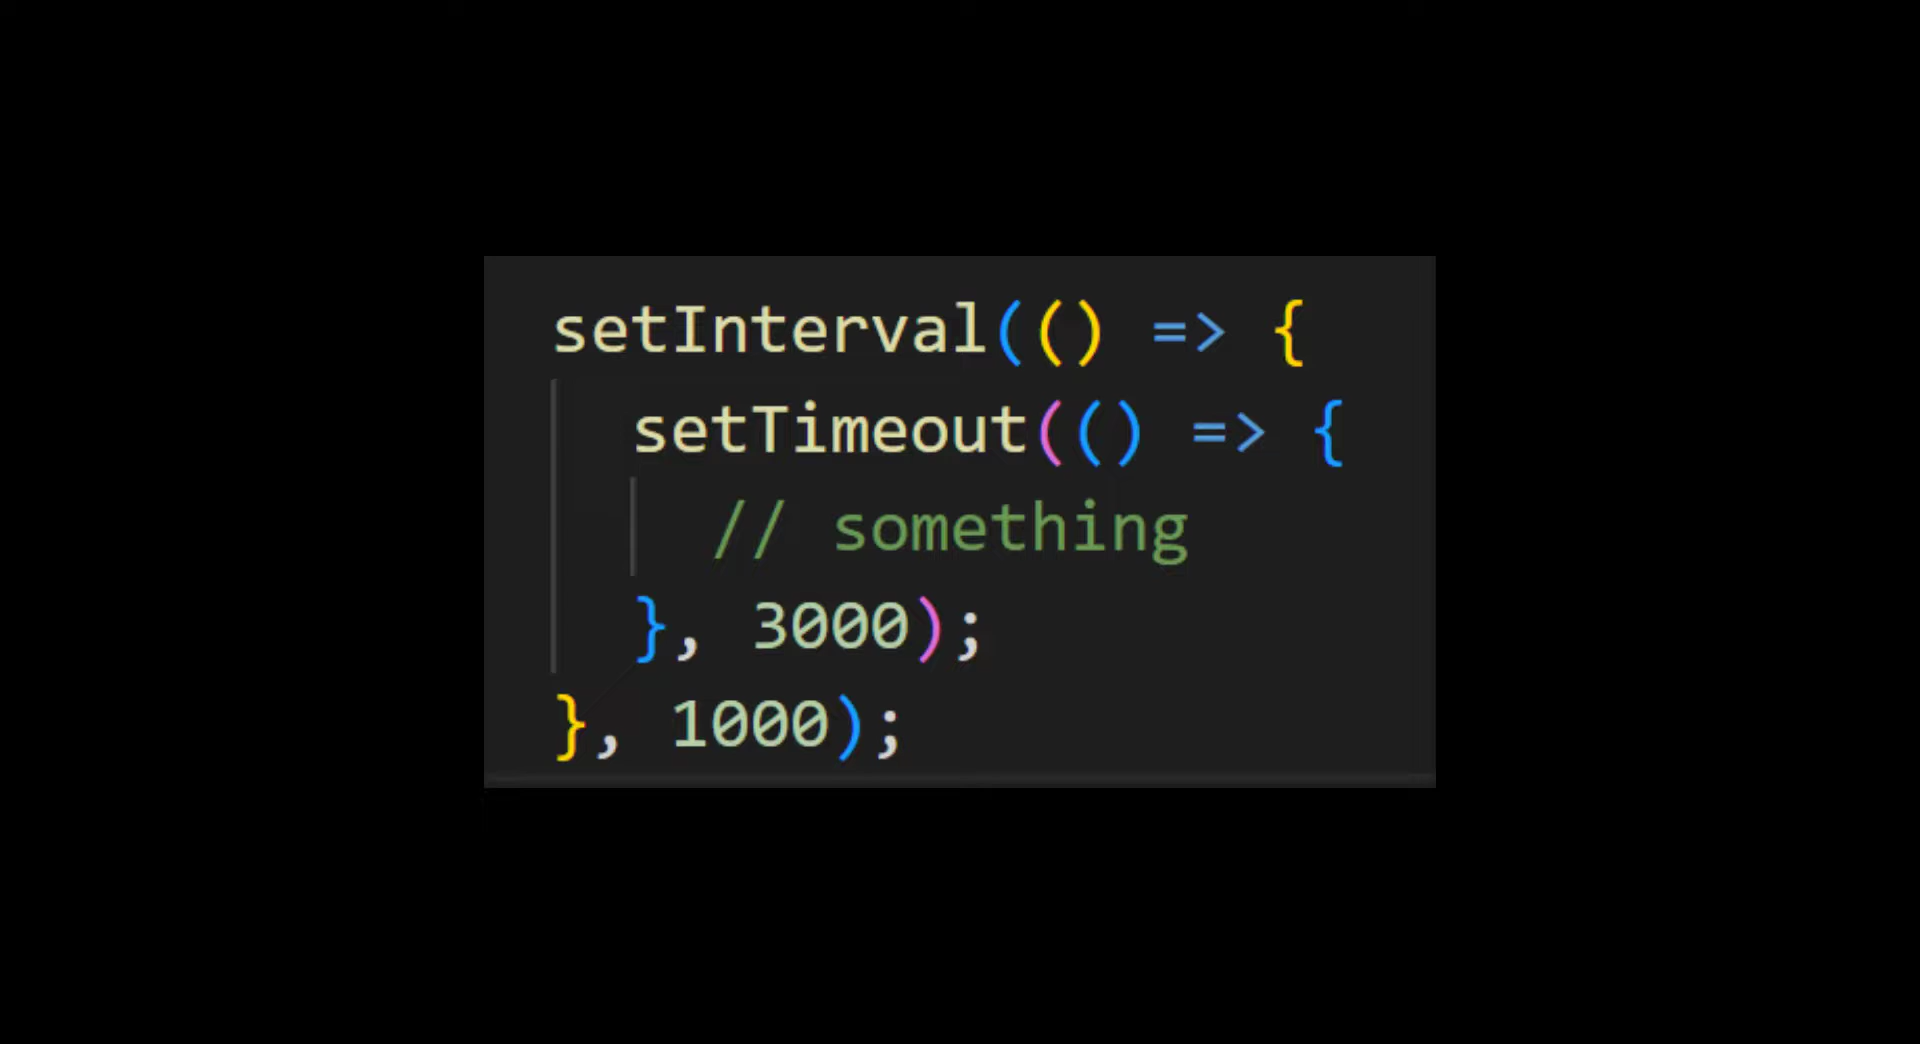 setInterval(() => {
setTimeout(() => {
// something
}, 3000);
}, 1000);